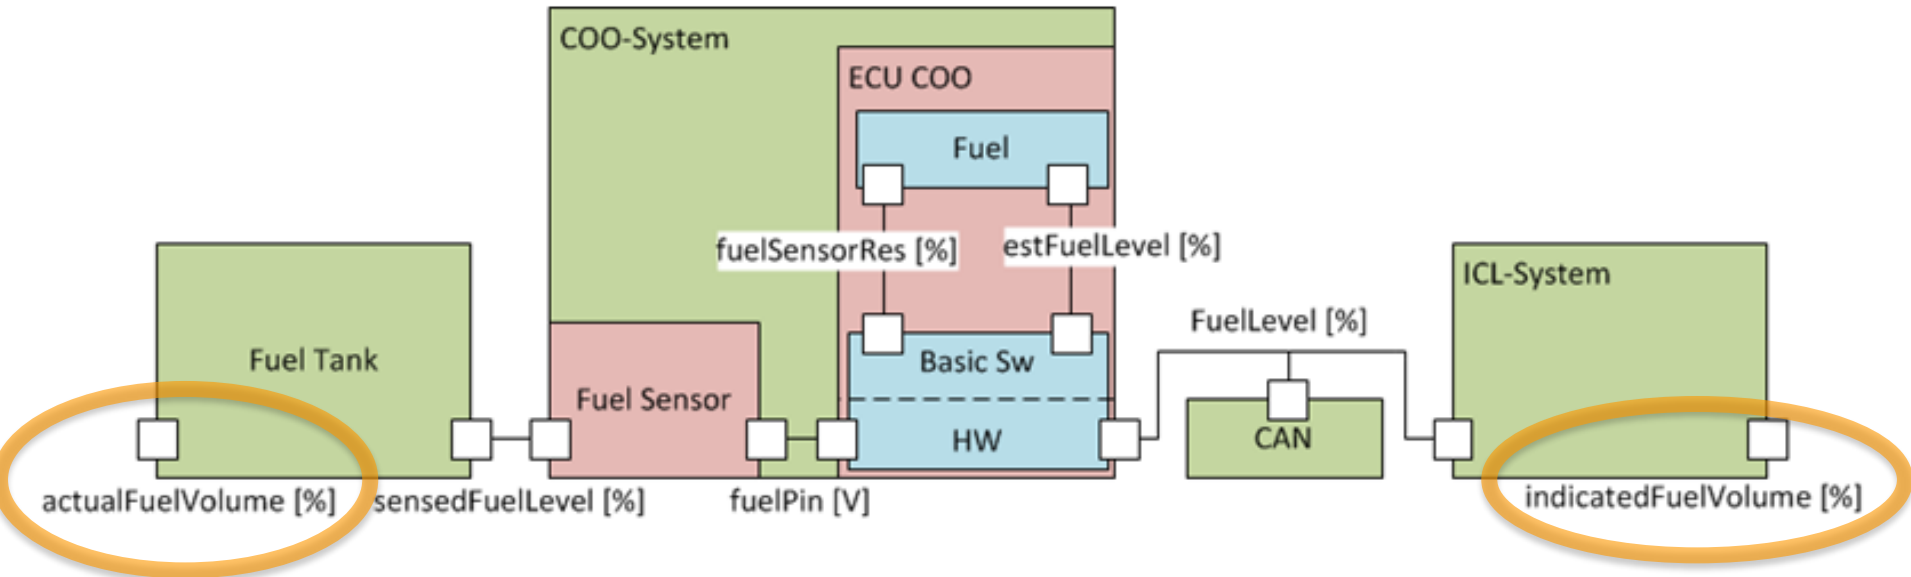 COO-System
ECU COO
Fuel
fuelSensorRes [%]
estFuelLevel [%]
ICL-System
FuelLevel [%]
Fuel Tank
Basic Sw
Fuel Sensor
HW
CAN
actualFuelVolume [%]
sensedFuelLevel [%]
fuelPin [V]
indicatedFuelVolume [%]